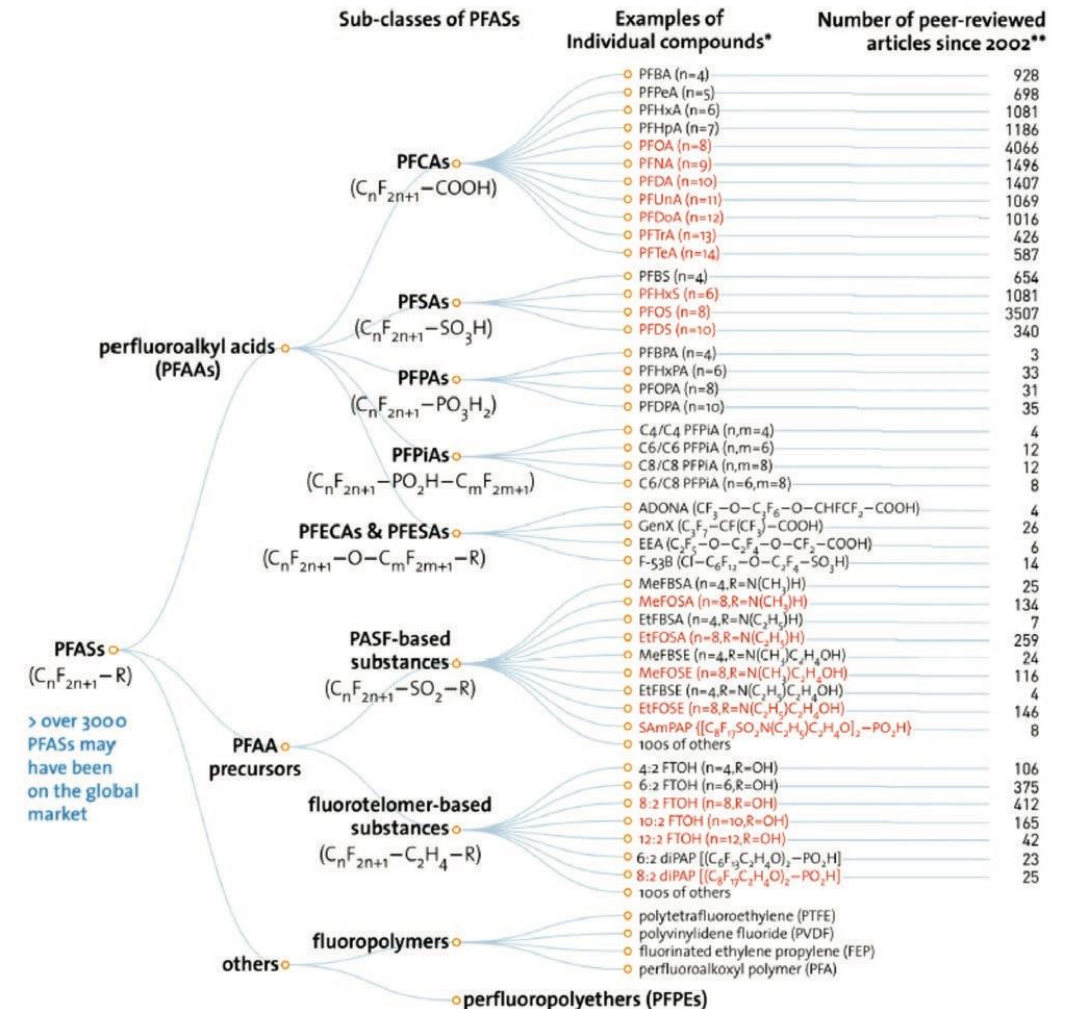 Sub-classes of PFASs
Examples of
Individual compounds*
Number of peer-reviewed
articles since 2002**
PFASs
(CₙF₂ₙ₊₁−R)
> over 3000
PFASs may
have been
on the global
market
perfluoroalkyl acids
(PFAAs)
PFCAs
(CₙF₂ₙ₊₁−COOH)
PFBA (n=4) 928
PFPeA (n=5) 698
PFHxA (n=6) 1081
PFHpA (n=7) 1186
PFOA (n=8) 4066
PFNA (n=9) 1496
PFDA (n=10) 1407
PFUnA (n=11) 1069
PFDoA (n=12) 1016
PFTrA (n=13) 426
PFTeA (n=14) 587
PFSAs
(CₙF₂ₙ₊₁−SO₃H)
PFBS (n=4) 654
PFHxS (n=6) 1081
PFOS (n=8) 3507
PFDS (n=10) 340
PFPAs
(CₙF₂ₙ₊₁−PO₃H₂)
PFBPA (n=4) 3
PFHxPA (n=6) 33
PFOPA (n=8) 31
PFDPA (n=10) 35
PFPiAs
(CₙF₂ₙ₊₁−PO₂H−CₘF₂ₘ₊₁)
C4/C4 PFPiA (n,m=4) 4
C6/C6 PFPiA (n,m=6) 12
C8/C8 PFPiA (n,m=8) 12
C6/C8 PFPiA (n=6,m=8) 8
PFECAs & PFESAs
(CₙF₂ₙ₊₁−O−CₘF₂ₘ₊₁−R)
ADONA (CF₃−O−C₃F₆−O−CHFCF₂−COOH) 4
GenX (C₃F₇−CF(CF₃)−COOH) 26
EEA (C₂F₅−O−C₂F₄−O−CF₂−COOH) 6
F-53B (Cl−C₆F₁₂−O−C₂F₄−SO₃H) 14
PFAA
precursors
PASF-based
substances
(CₙF₂ₙ₊₁−SO₂−R)
MeFBSA (n=4,R=N(CH₃)H) 25
MeFOSA (n=8,R=N(CH₃)H) 134
EtFBSA (n=4,R=N(C₂H₅)H) 7
EtFOSA (n=8,R=N(C₂H₅)H) 259
MeFBSE (n=4,R=N(CH₃)C₂H₄OH) 24
MeFOSE (n=8,R=N(CH₃)C₂H₄OH) 116
EtFBSE (n=4,R=N(C₂H₅)C₂H₄OH) 4
EtFOSE (n=8,R=N(C₂H₅)C₂H₄OH) 146
SAmPAP {[C₈F₁₇SO₂N(C₂H₅)C₂H₄O]₂−PO₂H} 8
100s of others
fluorotelomer-based
substances
(CₙF₂ₙ₊₁−C₂H₄−R)
4:2 FTOH (n=4,R=OH) 106
6:2 FTOH (n=6,R=OH) 375
8:2 FTOH (n=8,R=OH) 412
10:2 FTOH (n=10,R=OH) 165
12:2 FTOH (n=12,R=OH) 42
6:2 diPAP [(C₆F₁₃C₂H₄O)₂−PO₂H] 23
8:2 diPAP [(C₈F₁₇C₂H₄O)₂−PO₂H] 25
100s of others
others
fluoropolymers
polytetrafluoroethylene (PTFE)
polyvinylidene fluoride (PVDF)
fluorinated ethylene propylene (FEP)
perfluoroalkoxyl polymer (PFA)
perfluoropolyethers (PFPEs)